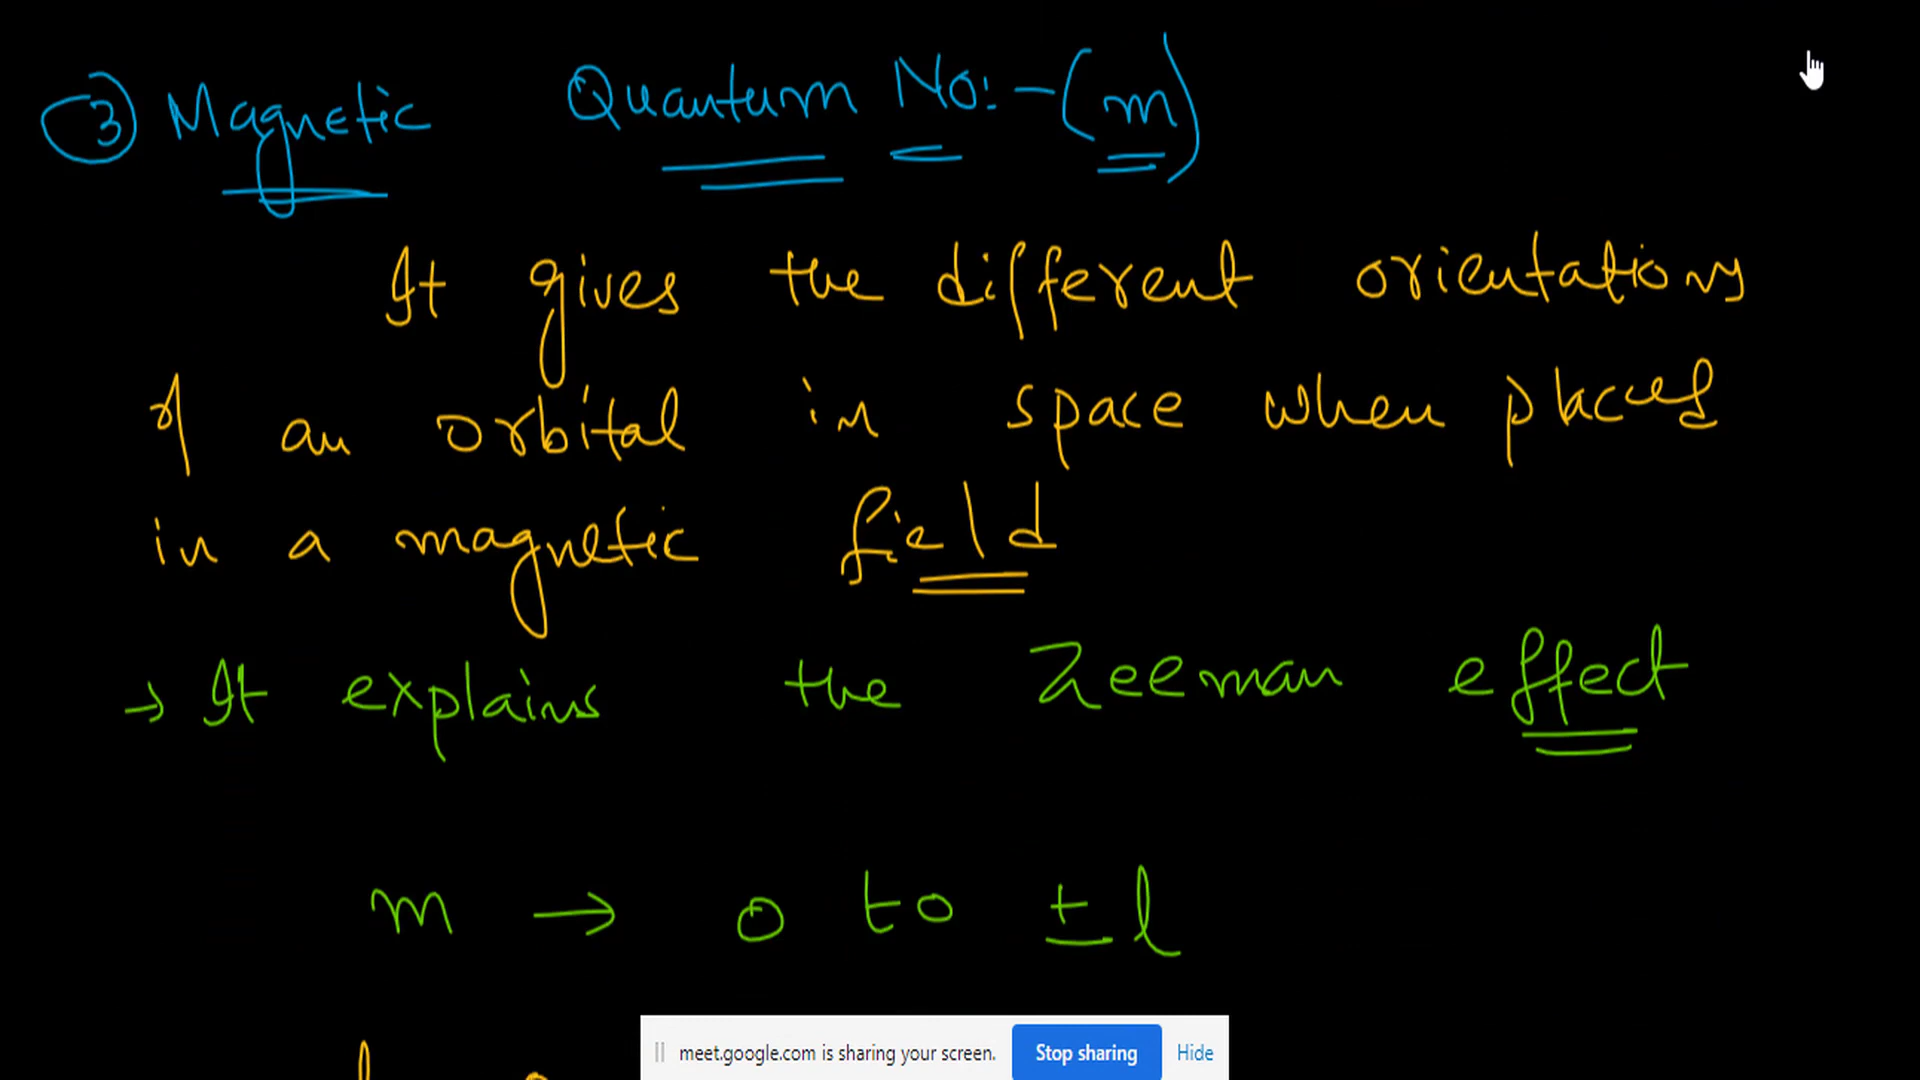 ③ Magnetic Quantum No:-(m)
It gives the different orientations
of an orbital in space when placed
in a magnetic field
→ It explains the Zeeman effect
m → 0 to ± l
meet.google.com is sharing your screen. Stop sharing Hide